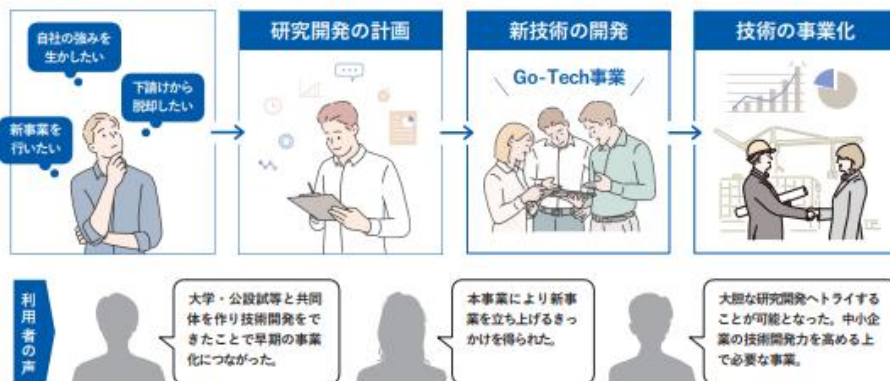 自社の強みを
生かしたい
下請けから
脱却したい
新事業を
行いたい
研究開発の計画
新技術の開発
Go-Tech事業
技術の事業化
利用者の声
大学・公設試等と共同
体を作り技術開発をで
きたことで早期の事業
化につながった。
本事業により新事
業を立ち上げるきっ
かけを得られた。
大胆な研究開発へトライする
ことが可能となった。中小企
業の技術開発力を高める上
で必要な事業。